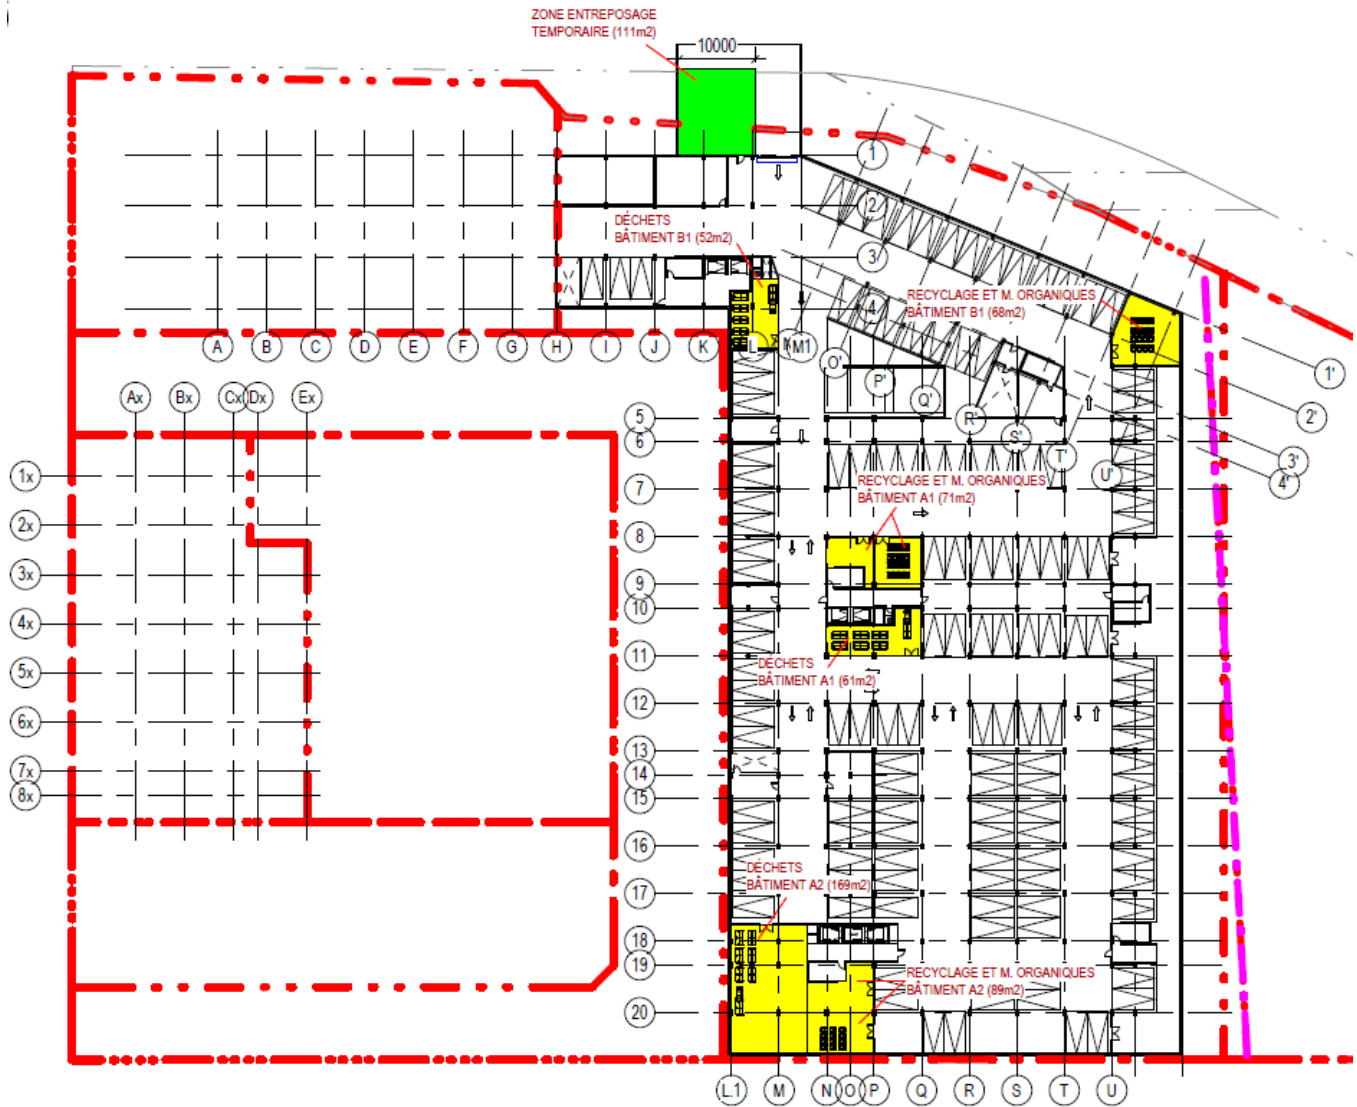 ZONE ENTREPOSAGE
TEMPORAIRE (111m2)
10000
1
2
DÉCHETS
BÂTIMENT B1 (52m2)
3
4
RECYCLAGE ET M. ORGANIQUES
BÂTIMENT B1 (68m2)
A
B
C
D
E
F
G
H
I
J
K
L
M1
O'
P'
Q'
R'
S'
T'
U'
1'
2'
3'
4'
Ax
Bx
Cx
Dx
Ex
1x
2x
3x
4x
5x
6x
7x
8x
5
6
7
8
9
10
11
12
13
14
15
16
17
18
19
20
RECYCLAGE ET M. ORGANIQUES
BÂTIMENT A1 (71m2)
DÉCHETS
BÂTIMENT A1 (61m2)
DÉCHETS
BÂTIMENT A2 (169m2)
RECYCLAGE ET M. ORGANIQUES
BÂTIMENT A2 (89m2)
L.1
M
N
O
P
Q
R
S
T
U